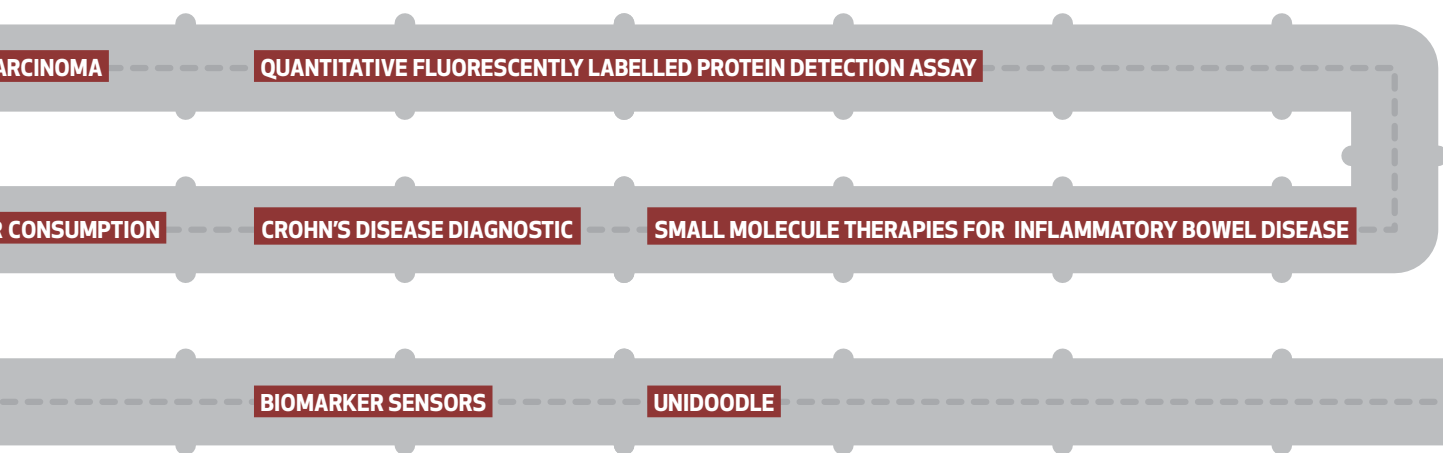 ARCINOMA QUANTITATIVE FLUORESCENTLY LABELLED PROTEIN DETECTION ASSAY
R CONSUMPTION CROHN'S DISEASE DIAGNOSTIC SMALL MOLECULE THERAPIES FOR INFLAMMATORY BOWEL DISEASE
BIOMARKER SENSORS UNIDOODLE